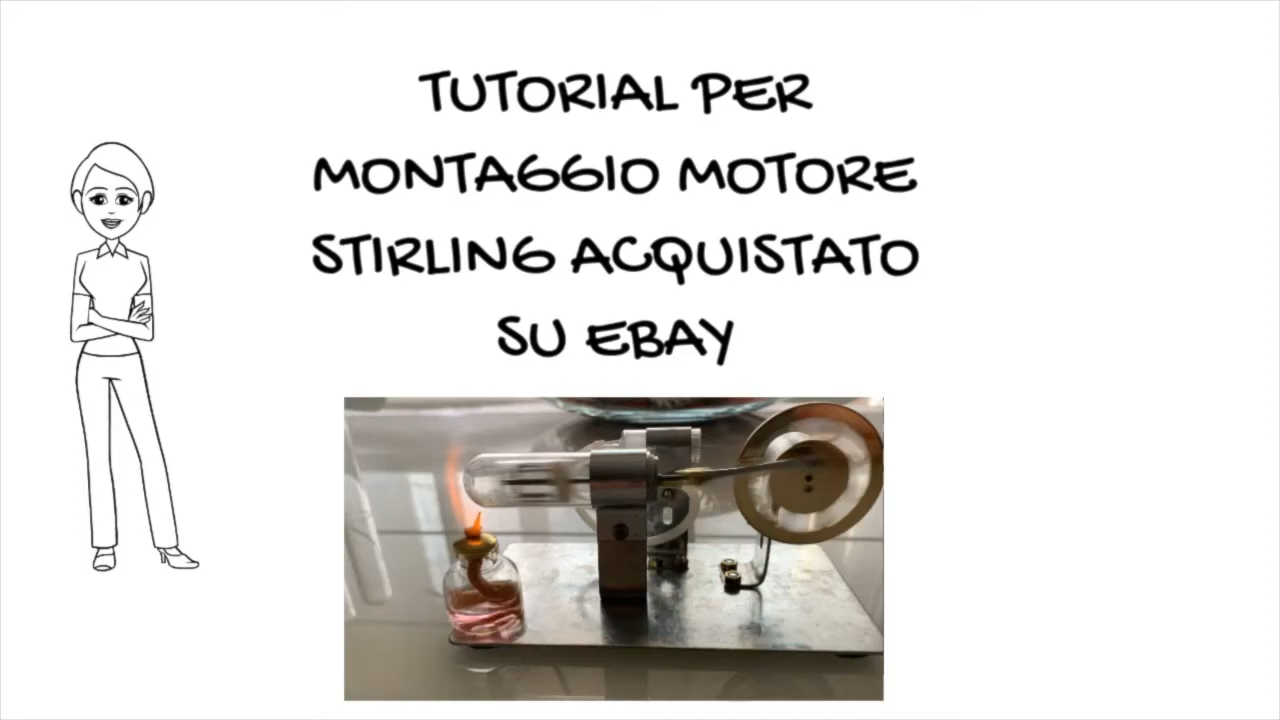 TUTORIAL PER
MONTAGGIO MOTORE
STIRLING ACQUISTATO
SU EBAY